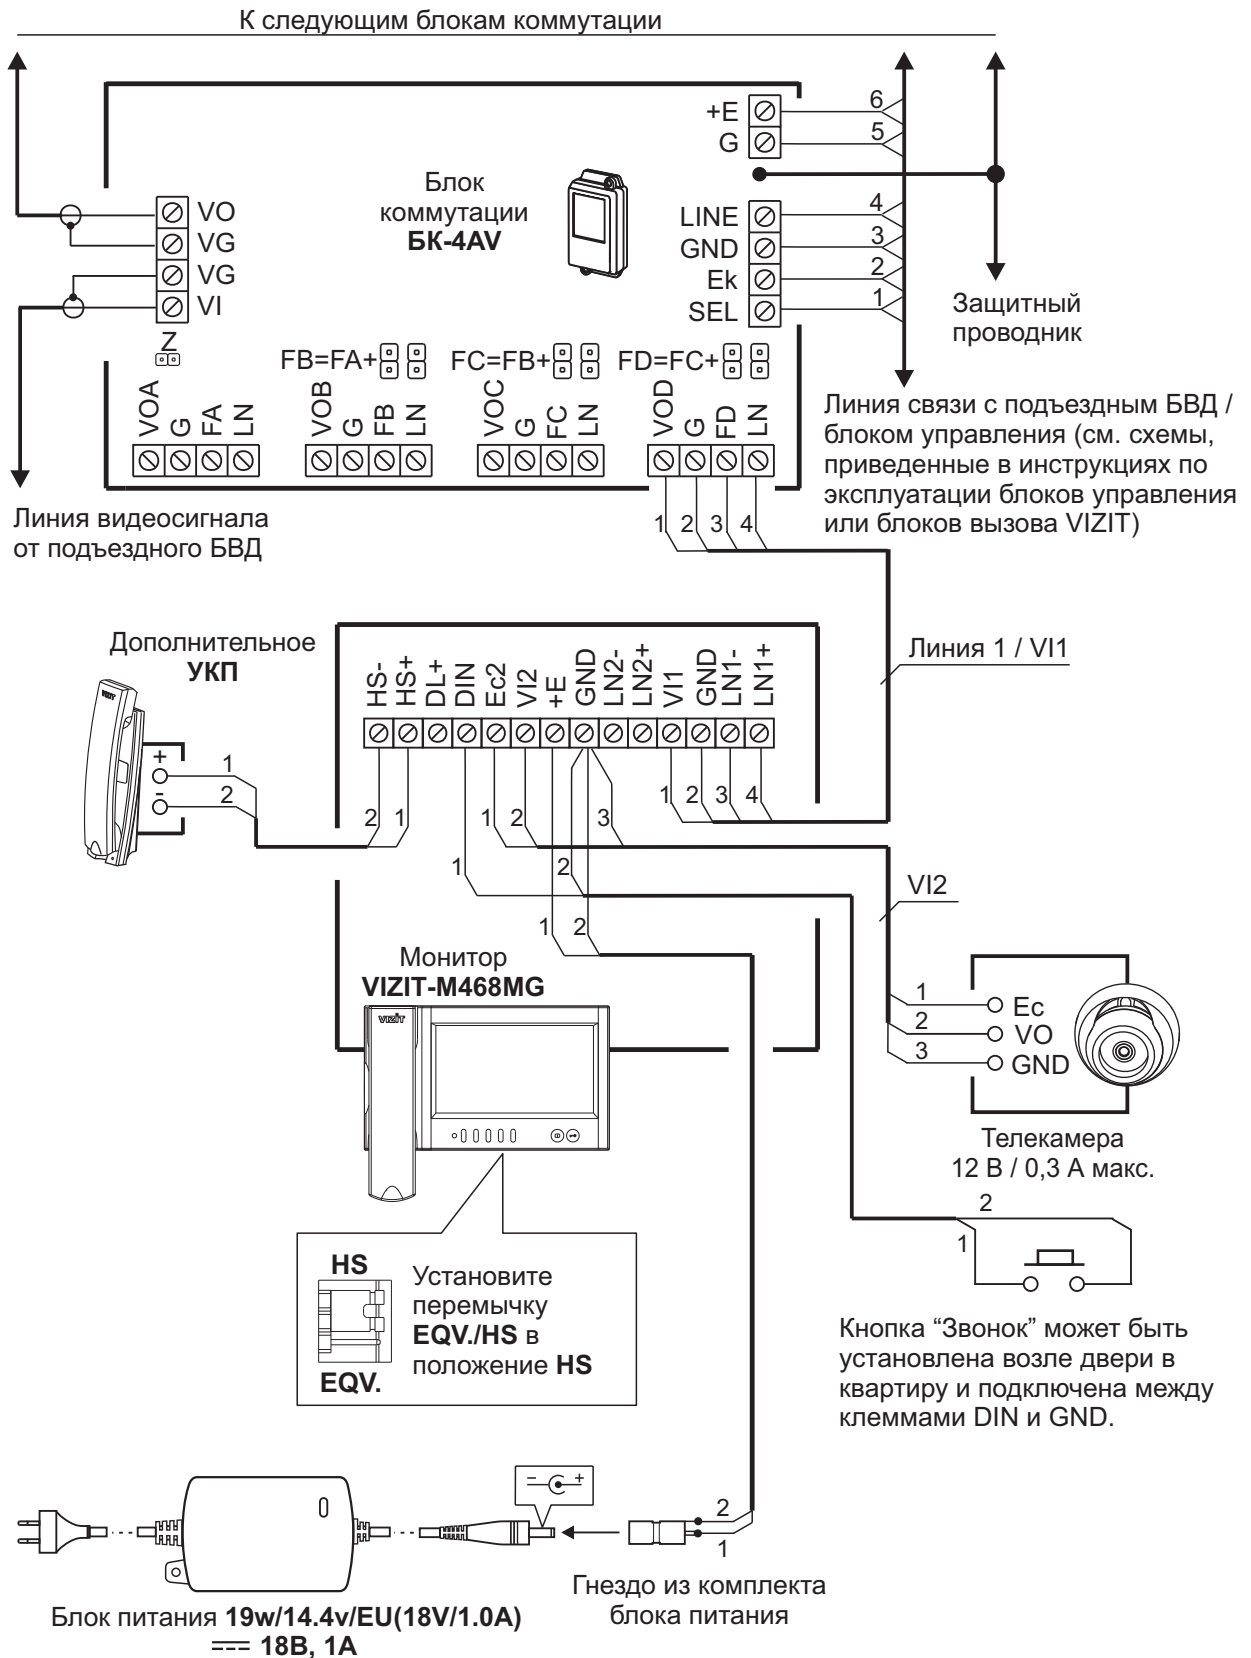 К следующим блокам коммутации
+E
G
6
5
Блок
коммутации
БК-4AV
VO
VG
VG
VI
LINE
GND
Ek
SEL
4
3
2
1
Защитный
проводник
Z
FB=FA+
FC=FB+
FD=FC+
VOA
G
FA
LN
VOB
G
FB
LN
VOC
G
FC
LN
VOD
G
FD
LN
Линия связи с подъездным БВД /
блоком управления (см. схемы,
приведенные в инструкциях по
эксплуатации блоков управления
или блоков вызова VIZIT)
1 2 3 4
Линия видеосигнала
от подъездного БВД
Дополнительное
УКП
VIZIT
+
-
1
2
HS-
HS+
DL+
DIN
Ec2
VI2
+E
GND
LN2-
LN2+
VI1
GND
LN1-
LN1+
Линия 1 / VI1
2 1 1 2 3 1 2 3 4
1 2
VI2
1 2
Монитор
VIZIT-M468MG
VIZIT
1
2
3
Ec
VO
GND
Телекамера
12 В / 0,3 А макс.
2
1
HS
EQV.
Установите
перемычку
EQV./HS в
положение HS
Кнопка “Звонок” может быть
установлена возле двери в
квартиру и подключена между
клеммами DIN и GND.
- +
2
1
Гнездо из комплекта
блока питания
Блок питания 19w/14.4v/EU(18V/1.0A)
18В, 1А